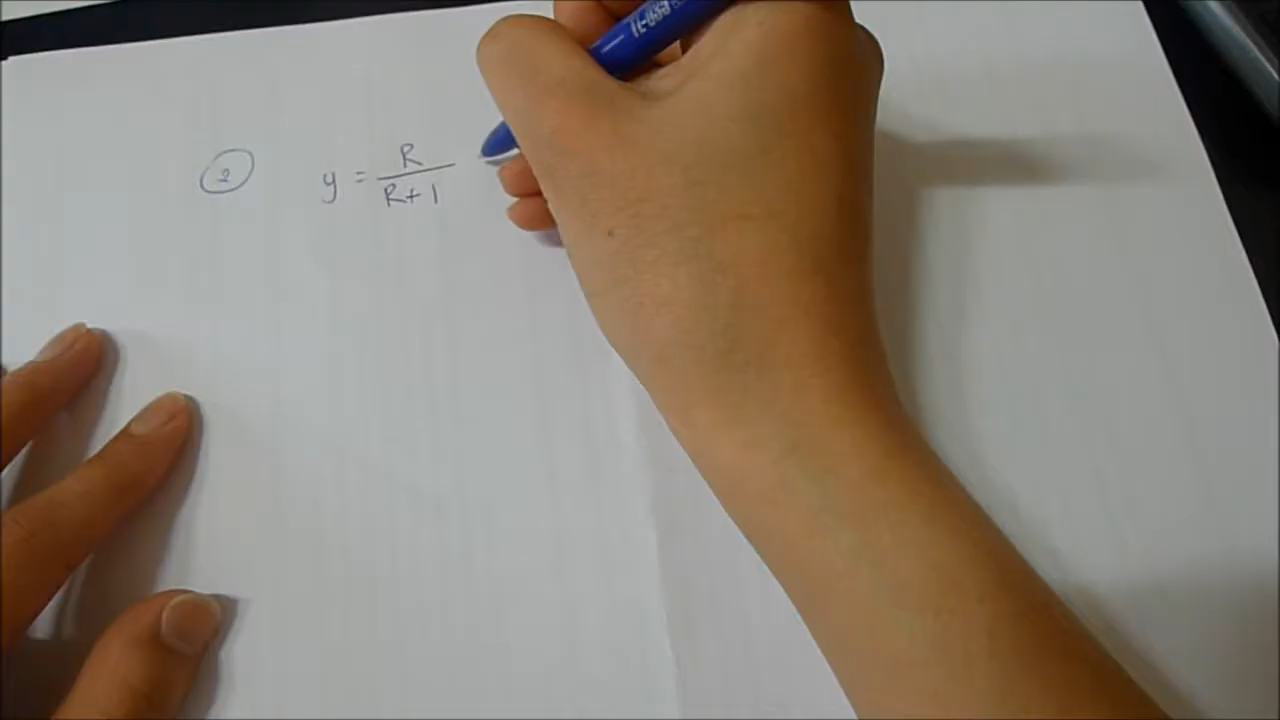 ② y = R / R+1